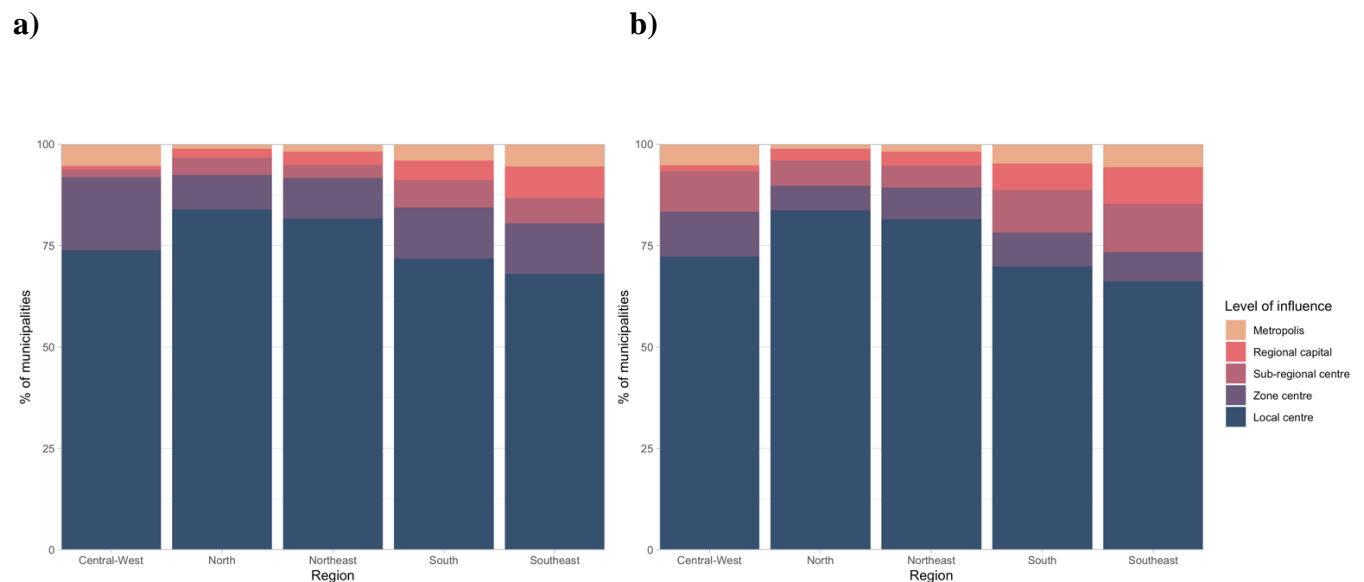 a)
b)
100
75
50
25
0
% of municipalities
Central-West
North
Northeast
South
Southeast
Region
100
75
50
25
0
% of municipalities
Central-West
North
Northeast
South
Southeast
Region
Level of influence
Metropolis
Regional capital
Sub-regional centre
Zone centre
Local centre